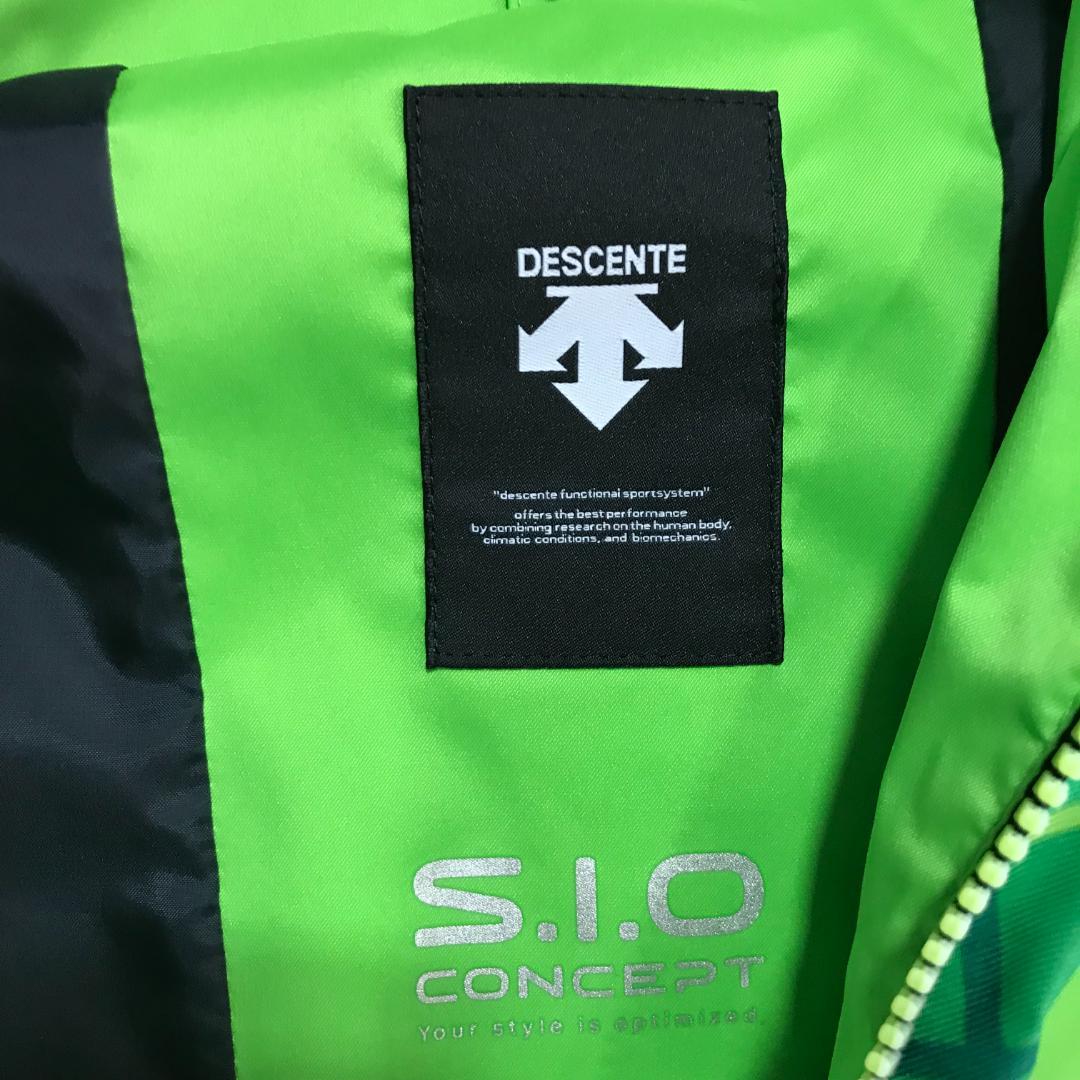 DESCENTE
"descente functional sportsystem"
offers the best performance
by combining research on the human body,
climatic conditions, and biomechanics.
S.I.O
CONCEPT
Your style is optimized.